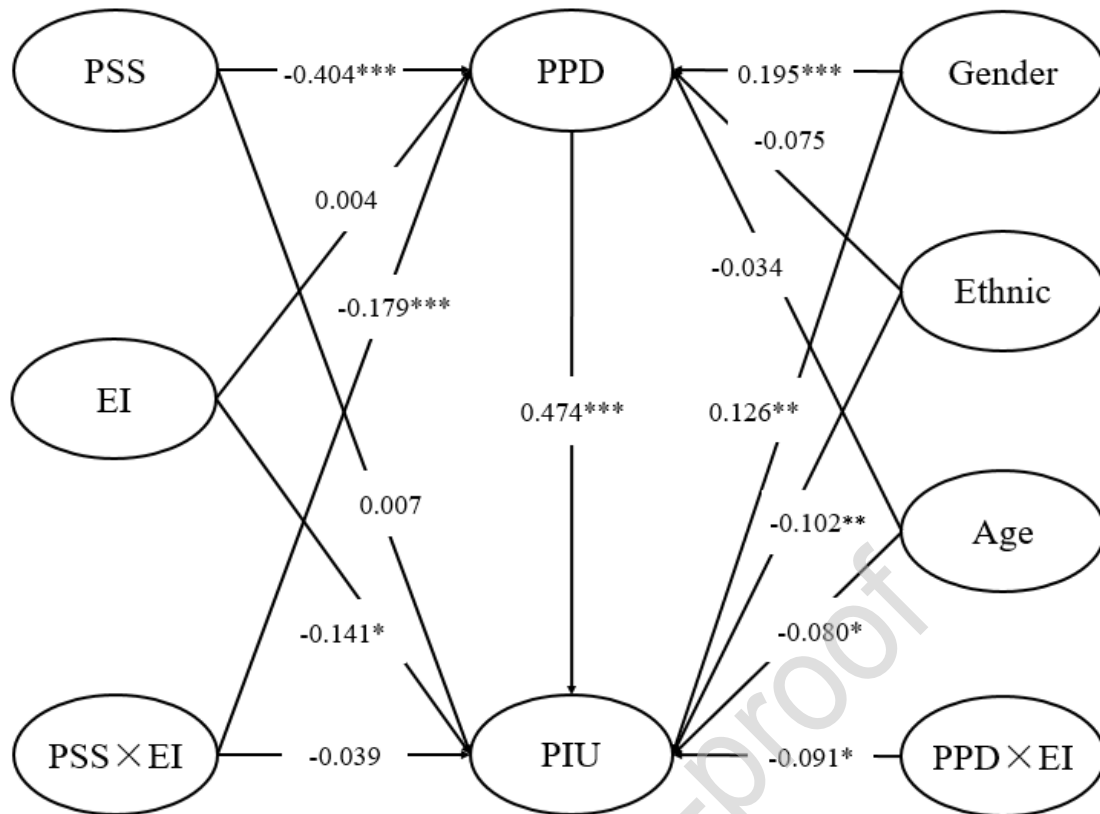 PSS
-0.404***
PPD
0.195***
Gender
-0.075
0.004
-0.034
Ethnic
-0.179***
EI
0.474***
0.126**
0.007
-0.102**
Age
-0.141*
-0.080*
PSS×EI
-0.039
PIU
-0.091*
PPD×EI